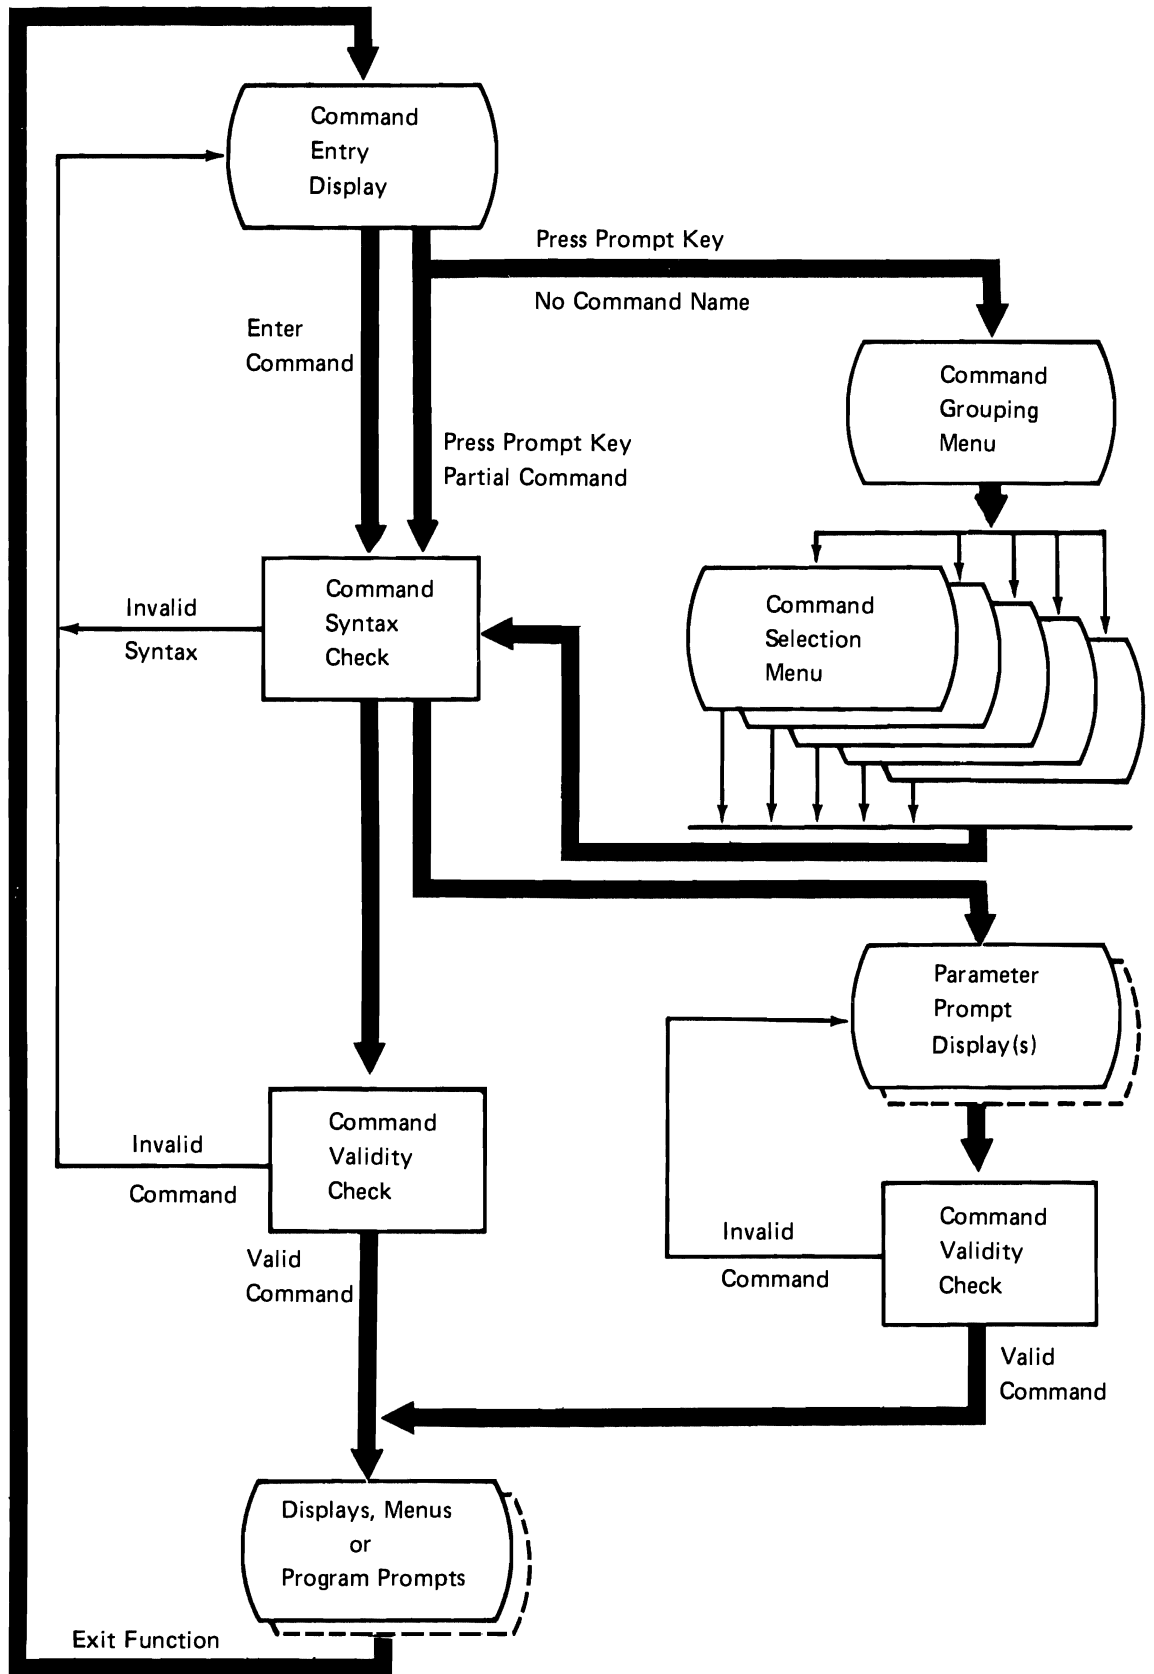 Command
Entry
Display
Press Prompt Key
No Command Name
Enter
Command
Command
Grouping
Menu
Press Prompt Key
Partial Command
Command
Syntax
Check
Invalid
Syntax
Command
Selection
Menu
Parameter
Prompt
Display(s)
Command
Validity
Check
Invalid
Command
Command
Validity
Check
Invalid
Command
Valid
Command
Valid
Command
Displays, Menus
or
Program Prompts
Exit Function